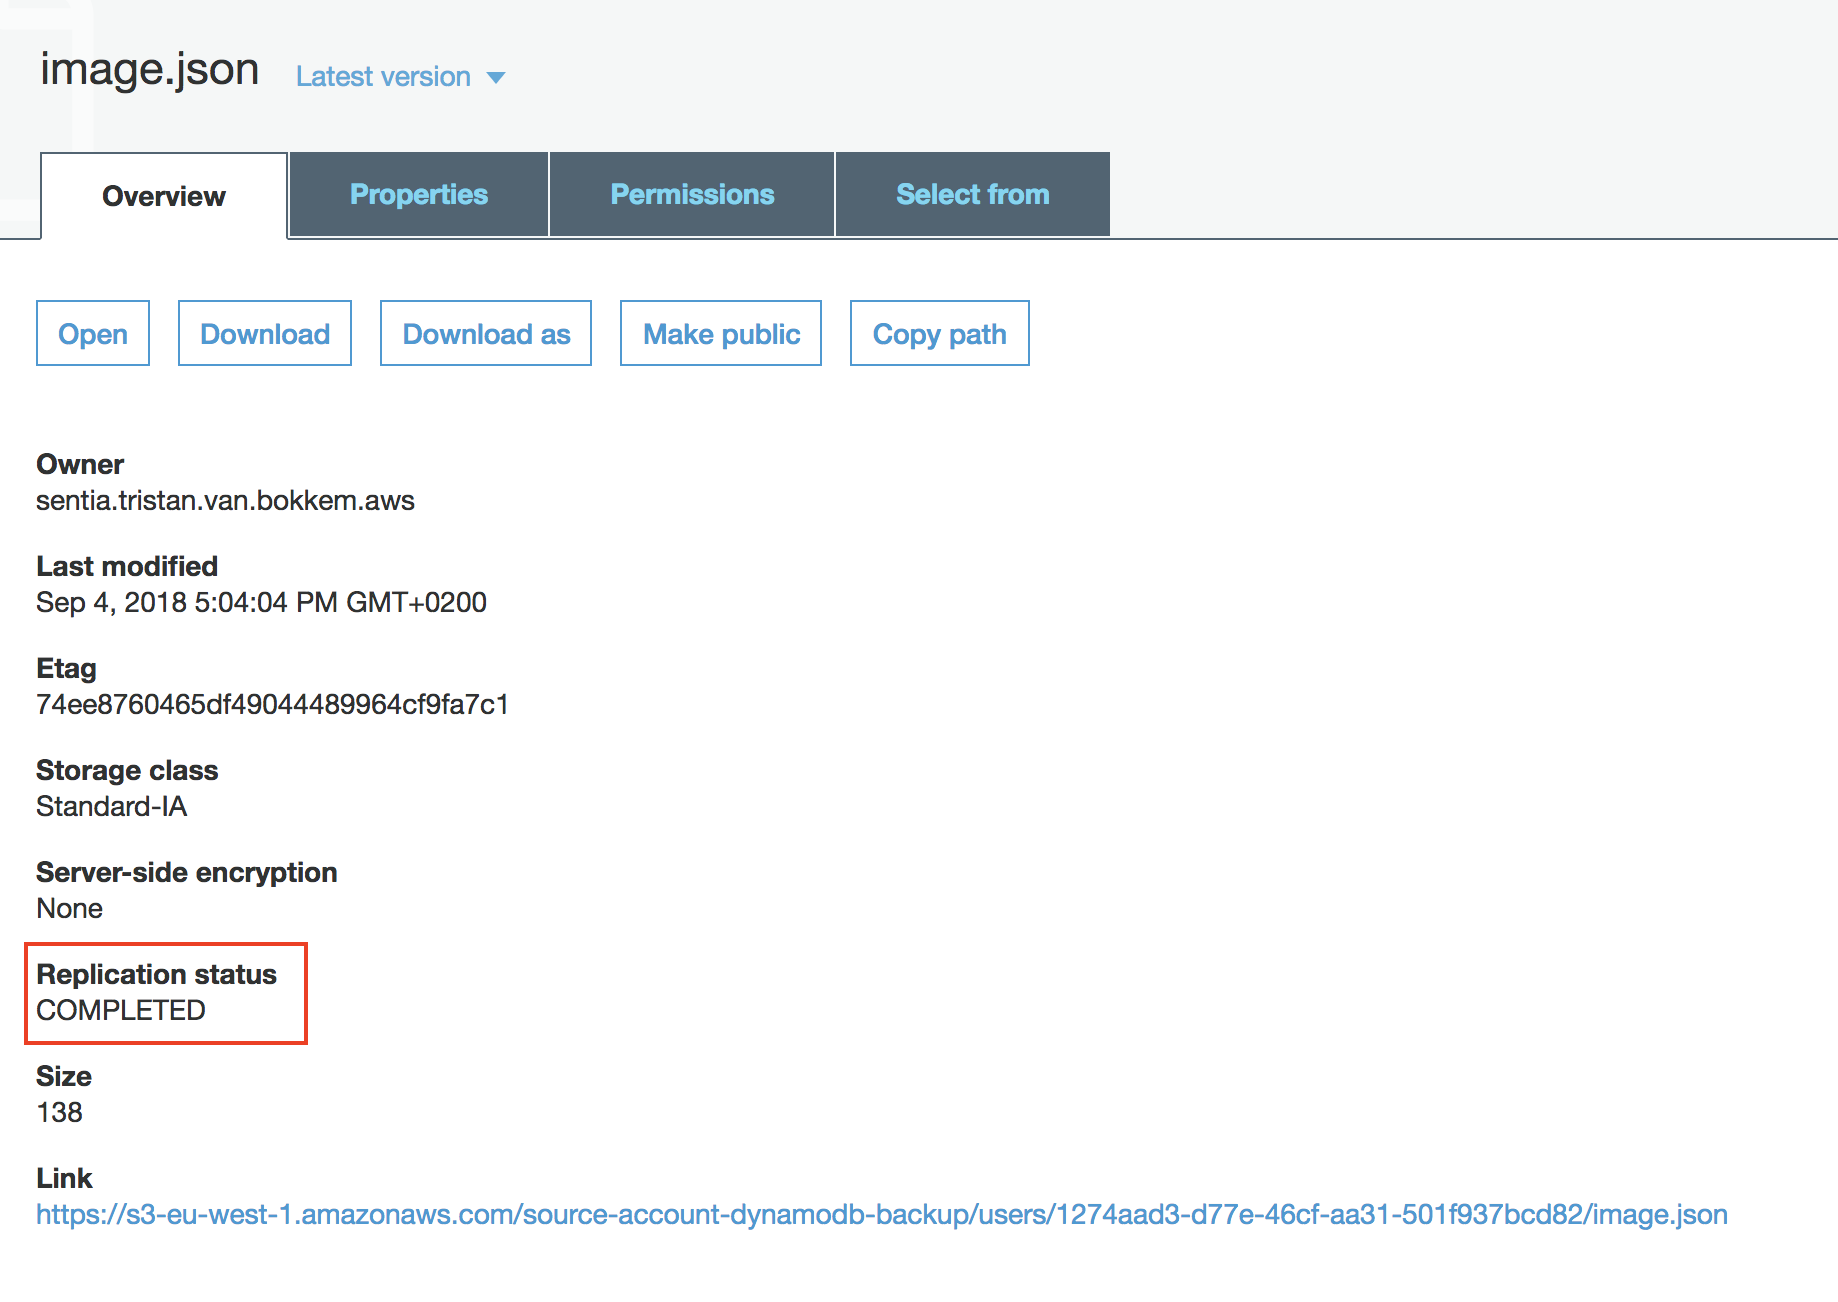 image.json Latest version
Overview Properties Permissions Select from
Open Download Download as Make public Copy path
Owner
sentia.tristan.van.bokkem.aws
Last modified
Sep 4, 2018 5:04:04 PM GMT+0200
Etag
74ee8760465df49044489964cf9fa7c1
Storage class
Standard-IA
Server-side encryption
None
Replication status
COMPLETED
Size
138
Link
https://s3-eu-west-1.amazonaws.com/source-account-dynamodb-backup/users/1274aad3-d77e-46cf-aa31-501f937bcd82/image.json